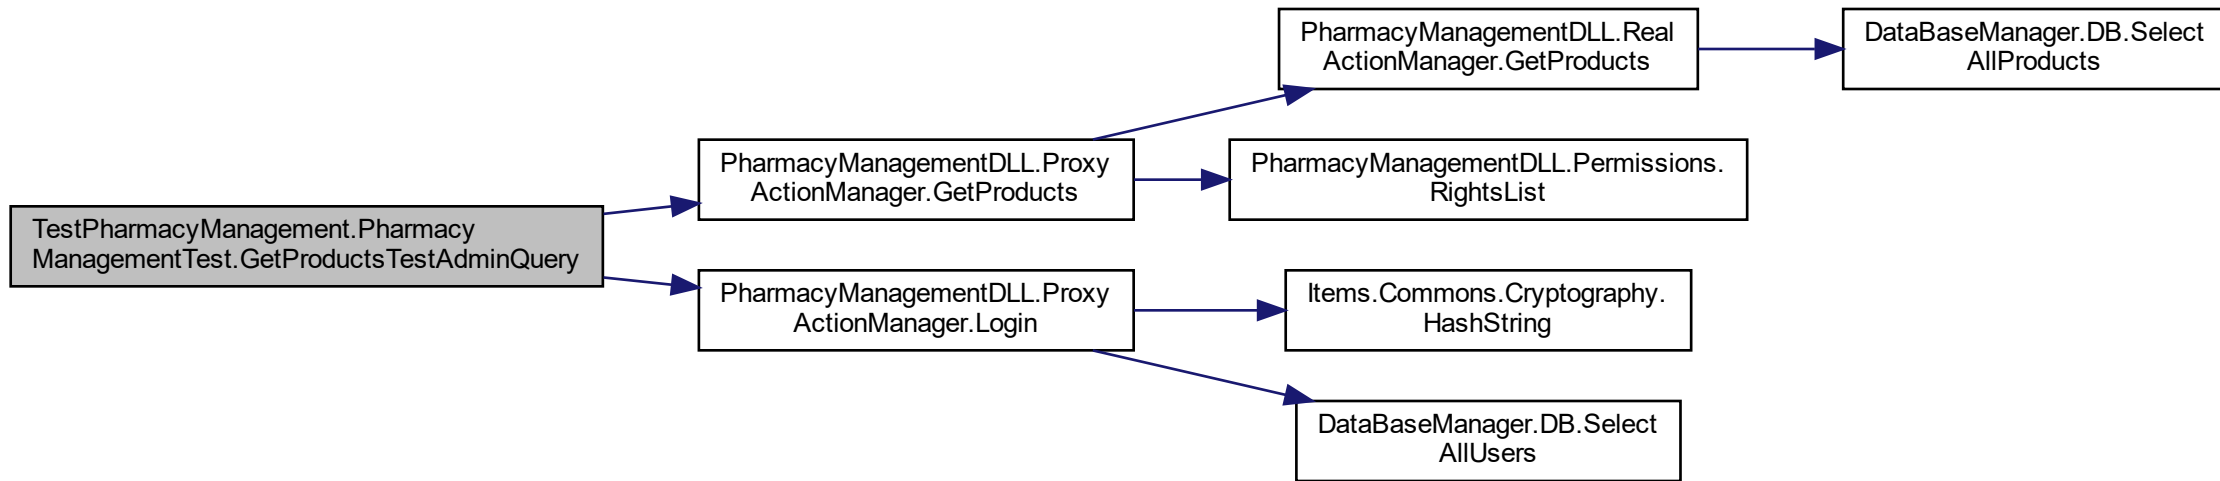 TestPharmacyManagement.Pharmacy
ManagementTest.GetProductsTestAdminQuery
PharmacyManagementDLL.Proxy
ActionManager.GetProducts
PharmacyManagementDLL.Real
ActionManager.GetProducts
DataBaseManager.DB.Select
AllProducts
PharmacyManagementDLL.Permissions.
RightsList
PharmacyManagementDLL.Proxy
ActionManager.Login
Items.Commons.Cryptography.
HashString
DataBaseManager.DB.Select
AllUsers